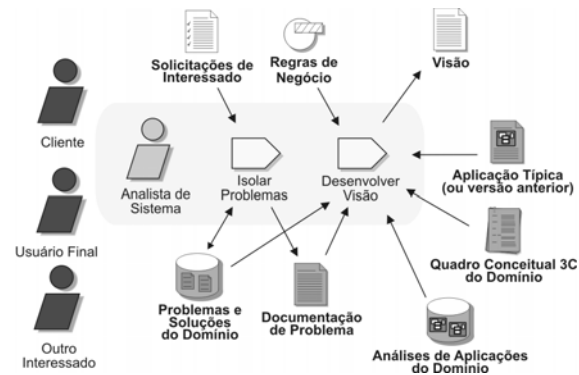 Solicitações de
Interessado
Regras de
Negócio
Visão
Cliente
Analista de
Sistema
Isolar
Problemas
Desenvolver
Visão
Aplicação Típica
(ou versão anterior)
Usuário Final
Quadro Conceitual 3C
do Domínio
Problemas e
Soluções
do Domínio
Documentação
de Problema
Outro
Interessado
Análises de Aplicações
do Domínio